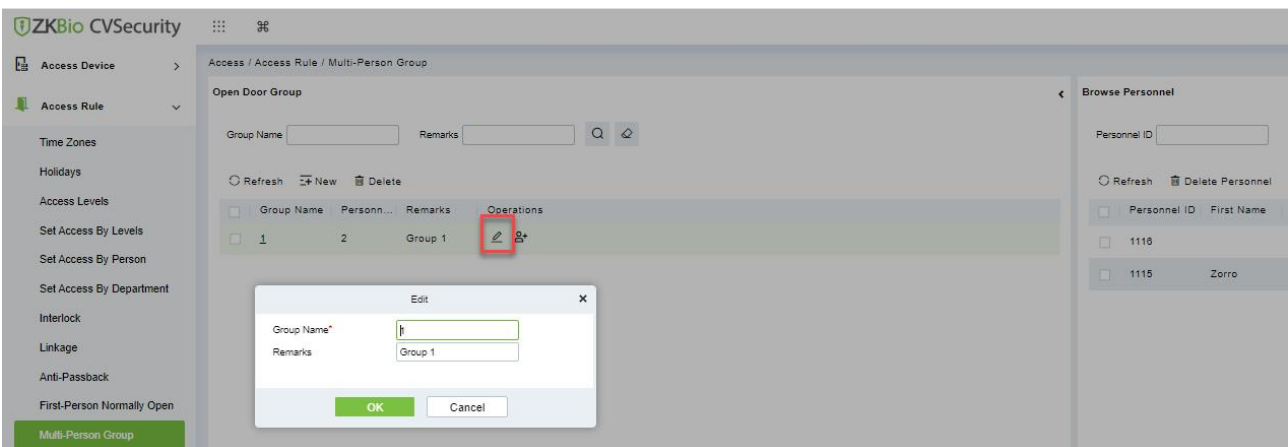 ZKBio CVSecurity
Access Device
Access Rule
Time Zones
Holidays
Access Levels
Set Access By Levels
Set Access By Person
Set Access By Department
Interlock
Linkage
Anti-Passback
First-Person Normally Open
Multi-Person Group
Access / Access Rule / Multi-Person Group
Open Door Group
Group Name Remarks
Refresh New Delete
Group Name Personn... Remarks Operations
1 2 Group 1
Edit
Group Name* 1
Remarks Group 1
OK Cancel
Browse Personnel
Personnel ID
Refresh Delete Personnel
Personnel ID First Name
1116
1115 Zorro